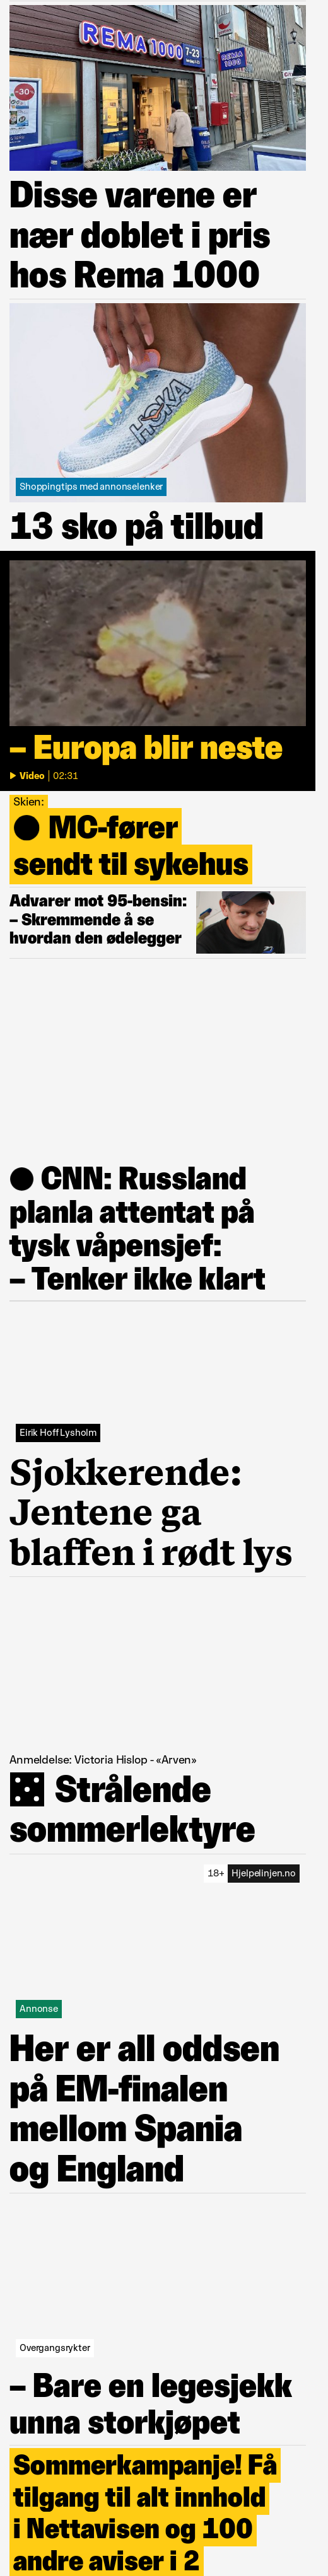 REMA 1000
7-23
REMA
1000
-30
Disse varene er
nær doblet i pris
hos Rema 1000
HOKA
Shoppingtips med annonselenker
13 sko på tilbud
– Europa blir neste
Video | 02:31
Skien:
● MC-fører
sendt til sykehus
Advarer mot 95-bensin:
– Skremmende å se
hvordan den ødelegger
● CNN: Russland
planla attentat på
tysk våpensjef:
– Tenker ikke klart
Eirik Hoff Lysholm
Sjokkerende:
Jentene ga
blaffen i rødt lys
Anmeldelse: Victoria Hislop - «Arven»
Strålende
sommerlektyre
18+ Hjelpelinjen.no
Annonse
Her er all oddsen
på EM-finalen
mellom Spania
og England
Overgangsrykter
– Bare en legesjekk
unna storkjøpet
Sommerkampanje! Få
tilgang til alt innhold
i Nettavisen og 100
andre aviser i 2